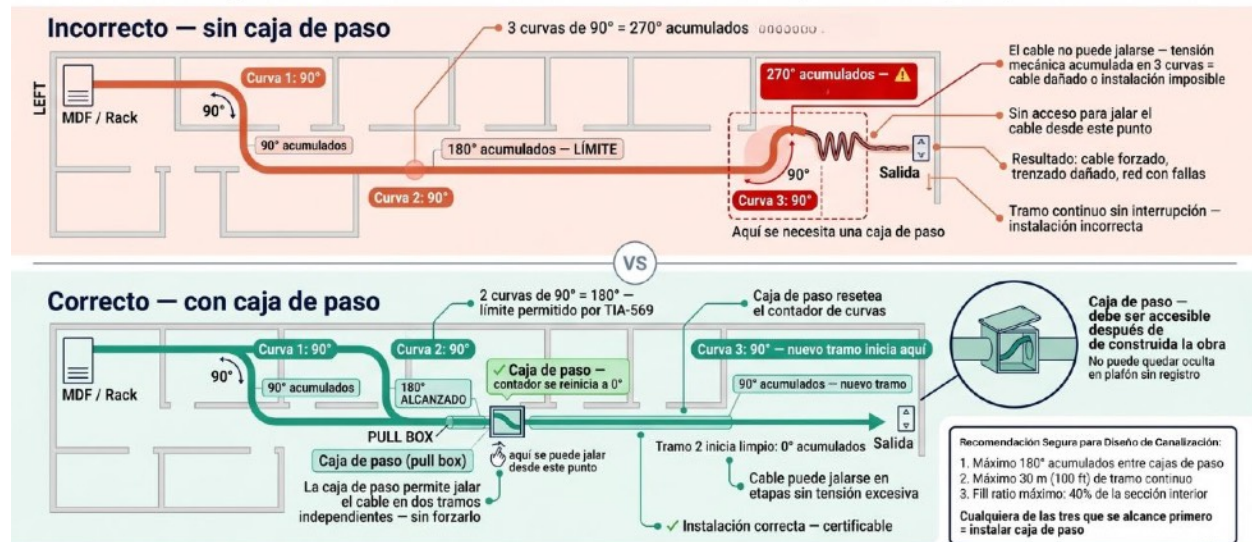 Incorrecto — sin caja de paso
3 curvas de 90° = 270° acumulados
LEFT
MDF / Rack
Curva 1: 90°
90°
90° acumulados
180° acumulados — LÍMITE
Curva 2: 90°
270° acumulados —
90°
Curva 3: 90°
Aquí se necesita una caja de paso
Salida
El cable no puede jalarse — tensión
mecánica acumulada en 3 curvas =
cable dañado o instalación imposible
Sin acceso para jalar el
cable desde este punto
Resultado: cable forzado,
trenzado dañado, red con fallas
Tramo continuo sin interrupción —
instalación incorrecta
VS
Correcto — con caja de paso
2 curvas de 90° = 180° —
límite permitido por TIA-569
Caja de paso resetea
el contador de curvas
MDF / Rack
Curva 1: 90°
90°
90° acumulados
Curva 2: 90°
180°
ALCANZADO
✓ Caja de paso —
contador se reinicia a 0°
Curva 3: 90° — nuevo tramo inicia aquí
90° acumulados — nuevo tramo
PULL BOX
Caja de paso (pull box)
aquí se puede jalar
desde este punto
La caja de paso permite jalar
el cable en dos tramos
independientes — sin forzarlo
Tramo 2 inicia limpio: 0° acumulados
Salida
Cable puede jalarse en
etapas sin tensión excesiva
✓ Instalación correcta — certificable
Caja de paso —
debe ser accesible
después de
de construida la obra
No puede quedar oculta
en plafón sin registro
Recomendación Segura para Diseño de Canalización:
1. Máximo 180° acumulados entre cajas de paso
2. Máximo 30 m (100 ft) de tramo continuo
3. Fill ratio máximo: 40% de la sección interior
Cualquiera de las tres que se alcance primero
= instalar caja de paso